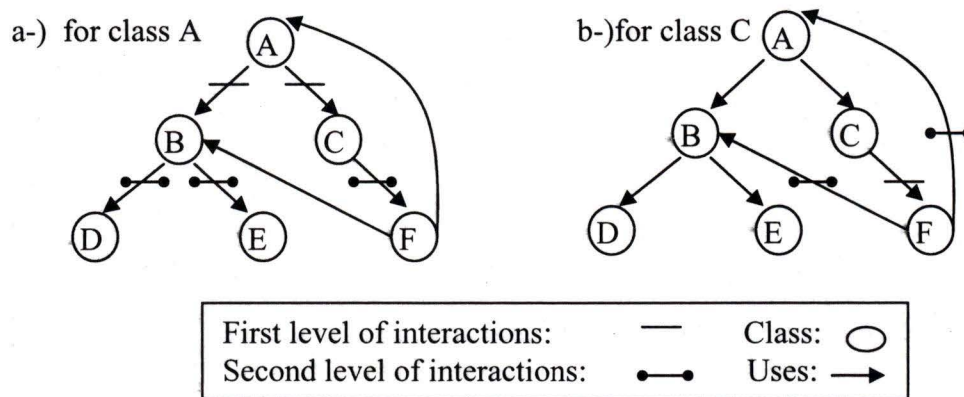 a-) for class A
A
B
C
D
E
F
b-)for class C
A
B
C
D
E
F
First level of interactions:
Class:
Second level of interactions:
Uses: